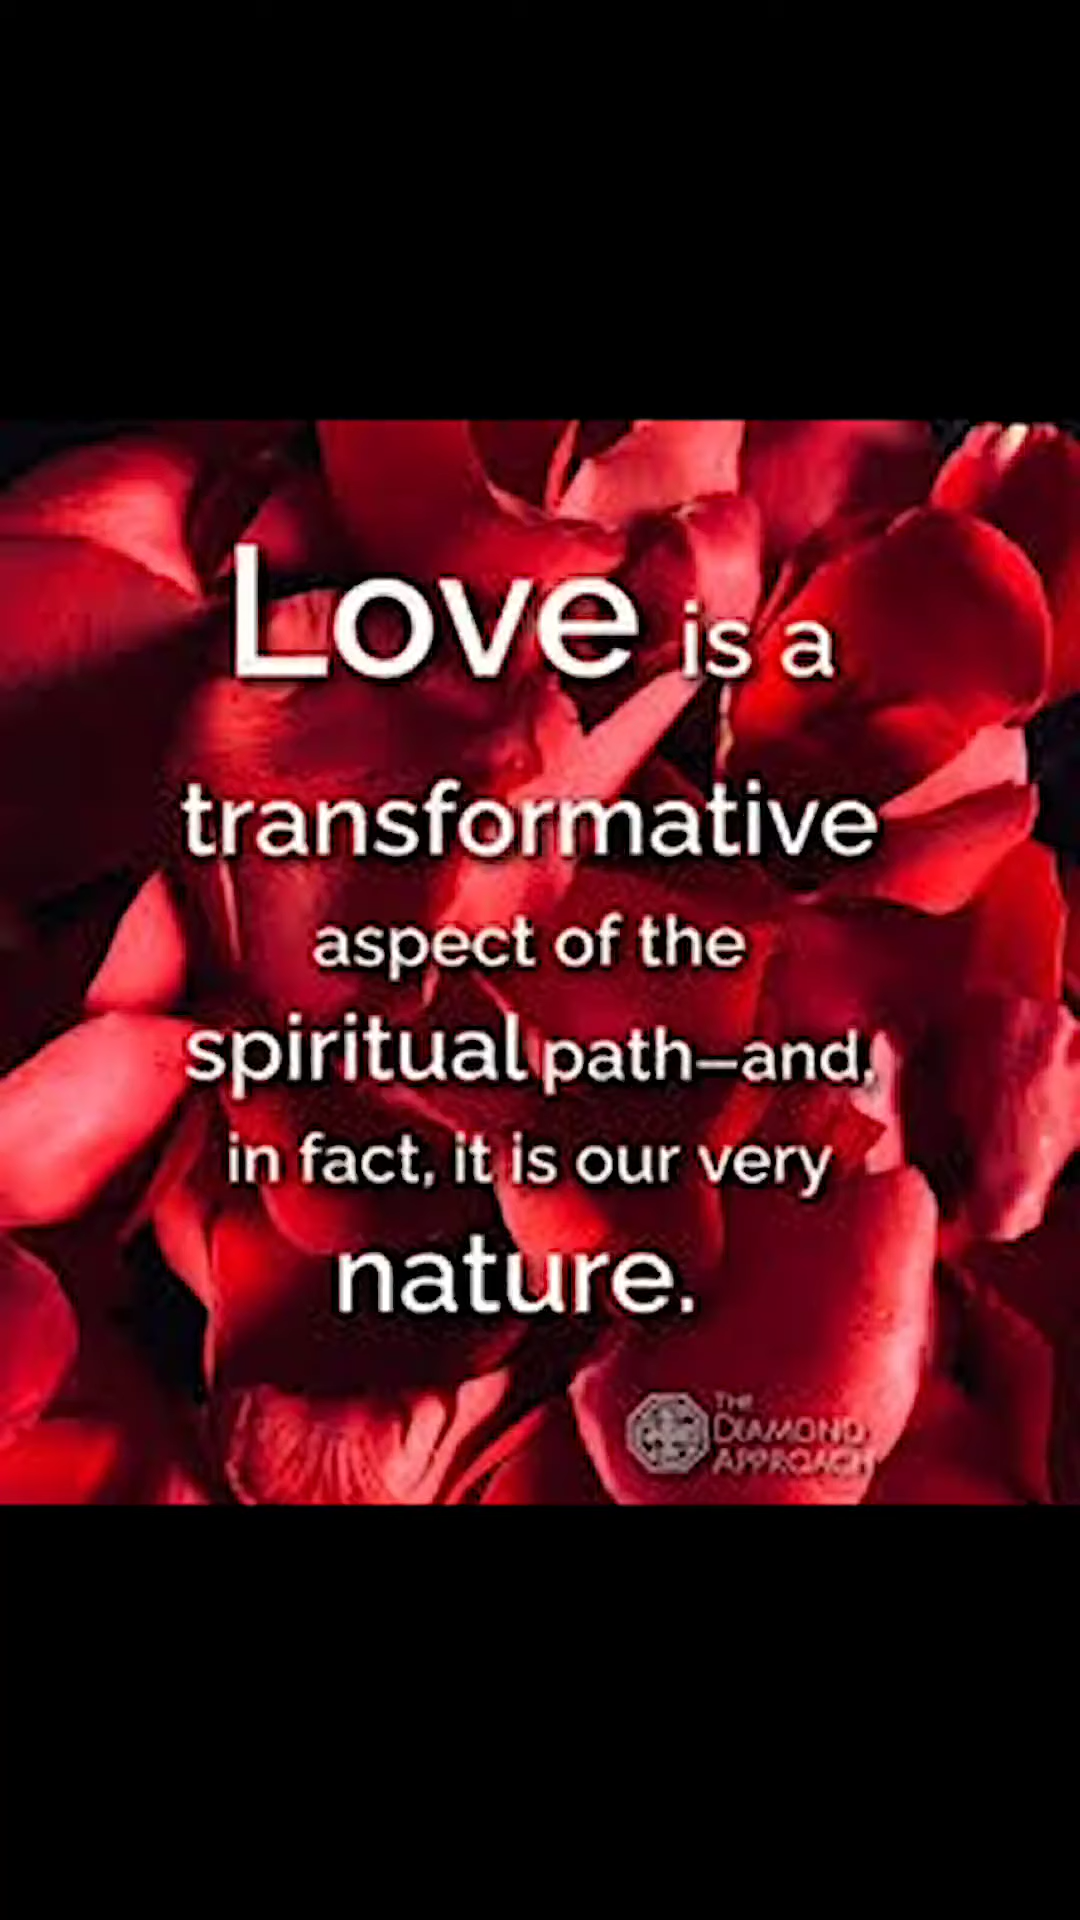 Love is a
transformative
aspect of the
spiritual path—and,
in fact, it is our very
nature.
THE
DIAMOND
APPROACH